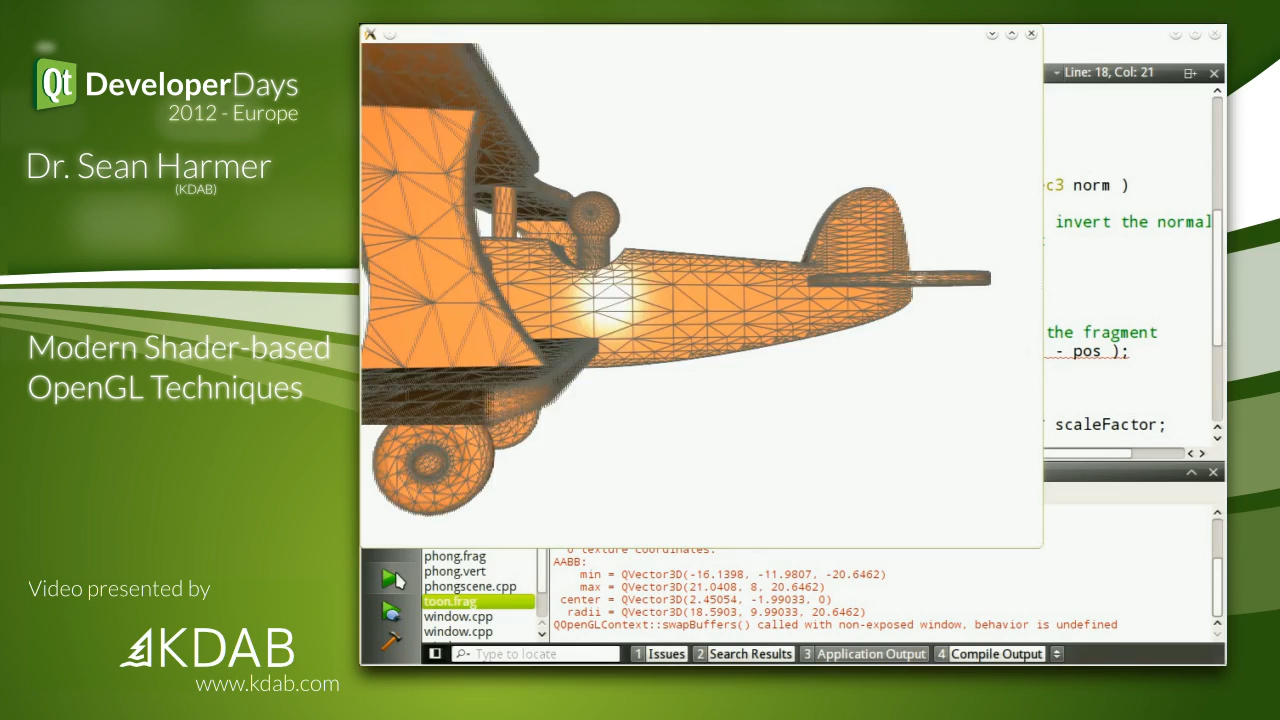 Qt DeveloperDays
2012 - Europe
Dr. Sean Harmer
(KDAB)
Modern Shader-based
OpenGL Techniques
Video presented by
KDAB
www.kdab.com
Line: 18, Col: 21
norm )
invert the normal
the fragment
- pos );
scaleFactor;
phong.frag
phong.vert
phongscene.cpp
toon.frag
window.cpp
window.cpp
0 texture coordinates.
AABB:
min = QVector3D(-16.1398, -11.9807, -20.6462)
max = QVector3D(21.0408, 8, 20.6462)
center = QVector3D(2.45054, -1.99033, 0)
radii = QVector3D(18.5903, 9.99033, 20.6462)
QOpenGLContext::swapBuffers() called with non-exposed window, behavior is undefined
Type to locate
1 Issues 2 Search Results 3 Application Output 4 Compile Output